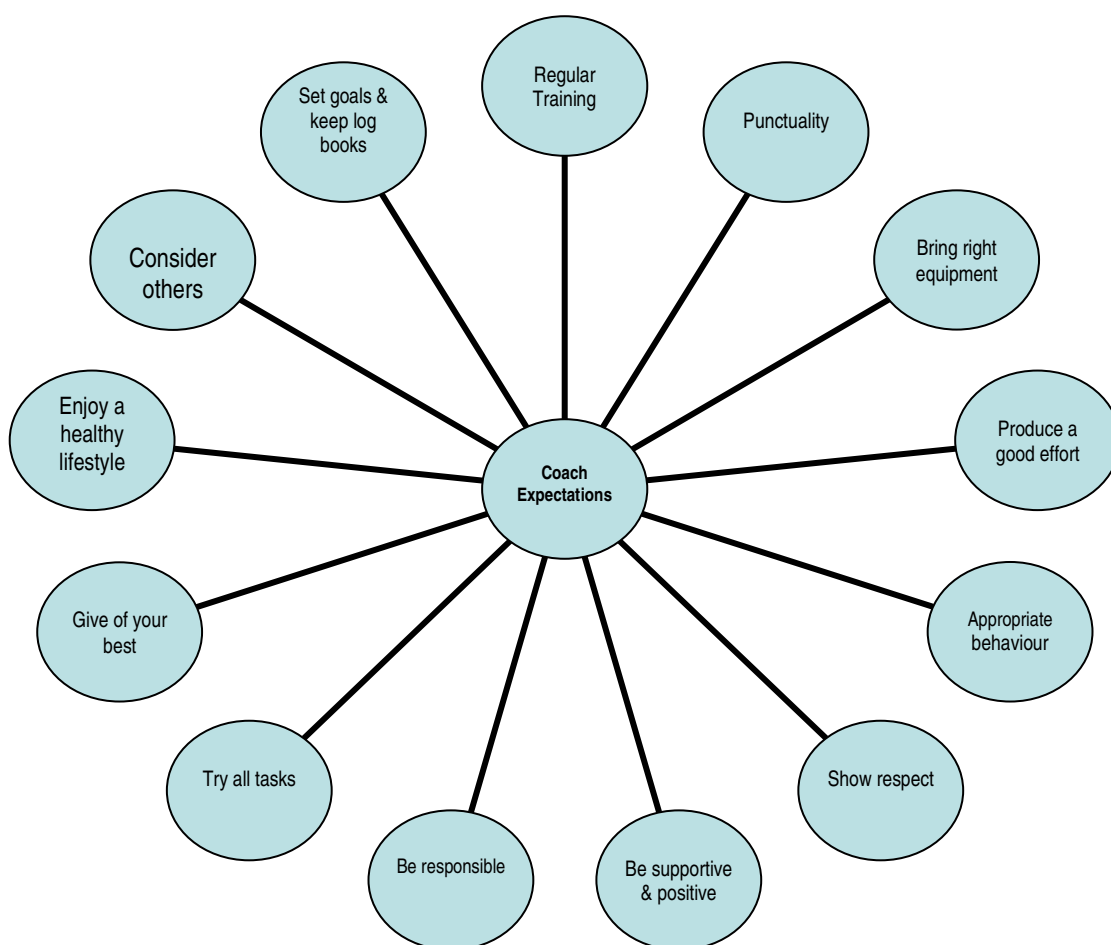 Regular
Training
Punctuality
Bring right
equipment
Produce a
good effort
Appropriate
behaviour
Show respect
Be supportive
& positive
Be responsible
Try all tasks
Give of your
best
Enjoy a
healthy
lifestyle
Consider
others
Set goals &
keep log
books
Coach
Expectations